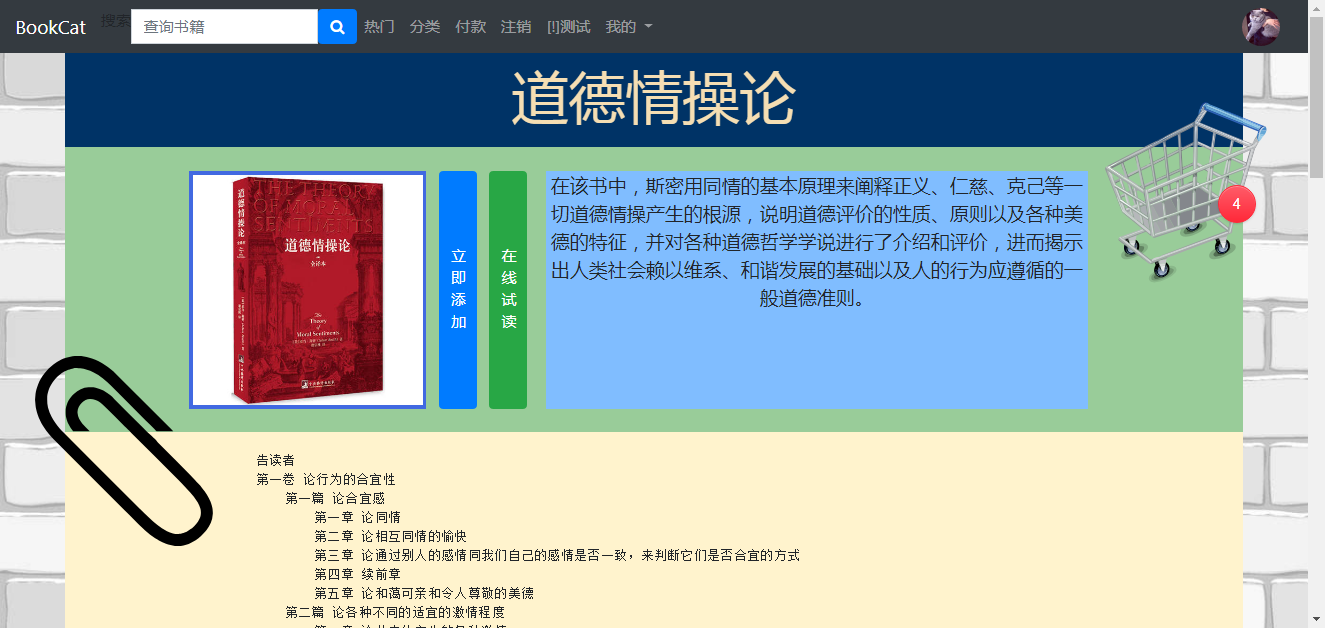 BookCat 搜索 查询书籍 热门 分类 付款 注销 [!]测试 我的
道德情操论
THE THEORY
OF MORAL
SENTIMENTS
道德情操论
道德情操论
全译本
The
Theory
of
Moral Sentiments
立即添加
在线试读
在该书中，斯密用同情的基本原理来阐释正义、仁慈、克己等一
切道德情操产生的根源，说明道德评价的性质、原则以及各种美
德的特征，并对各种道德哲学学说进行了介绍和评价，进而揭示
出人类社会赖以维系、和谐发展的基础以及人的行为应遵循的一
般道德准则。
4
告读者
第一卷 论行为的合宜性
第一篇 论合宜感
第一章 论同情
第二章 论相互同情的愉快
第三章 论通过别人的感情同我们自己的感情是否一致，来判断它们是否合宜的方式
第四章 续前章
第五章 论和蔼可亲和令人尊敬的美德
第二篇 论各种不同的适宜的激情程度